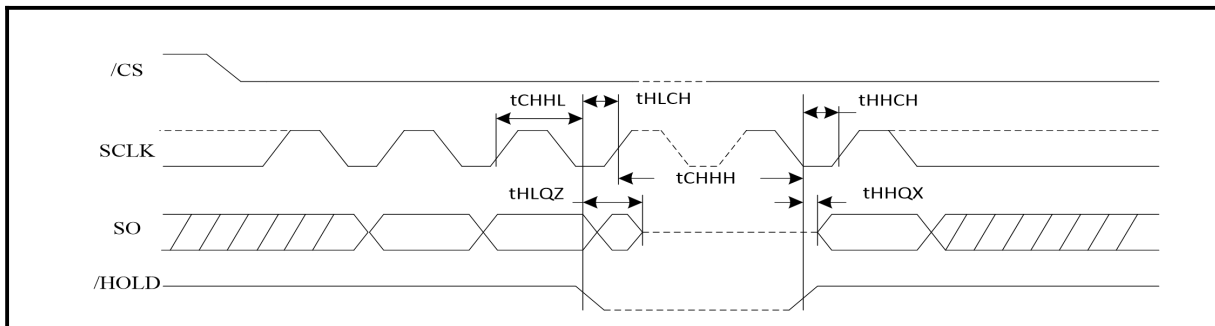 /CS
tCHHL
tHLCH
tHHCH
SCLK
tCHHH
tHLQZ
tHHQX
SO
/HOLD